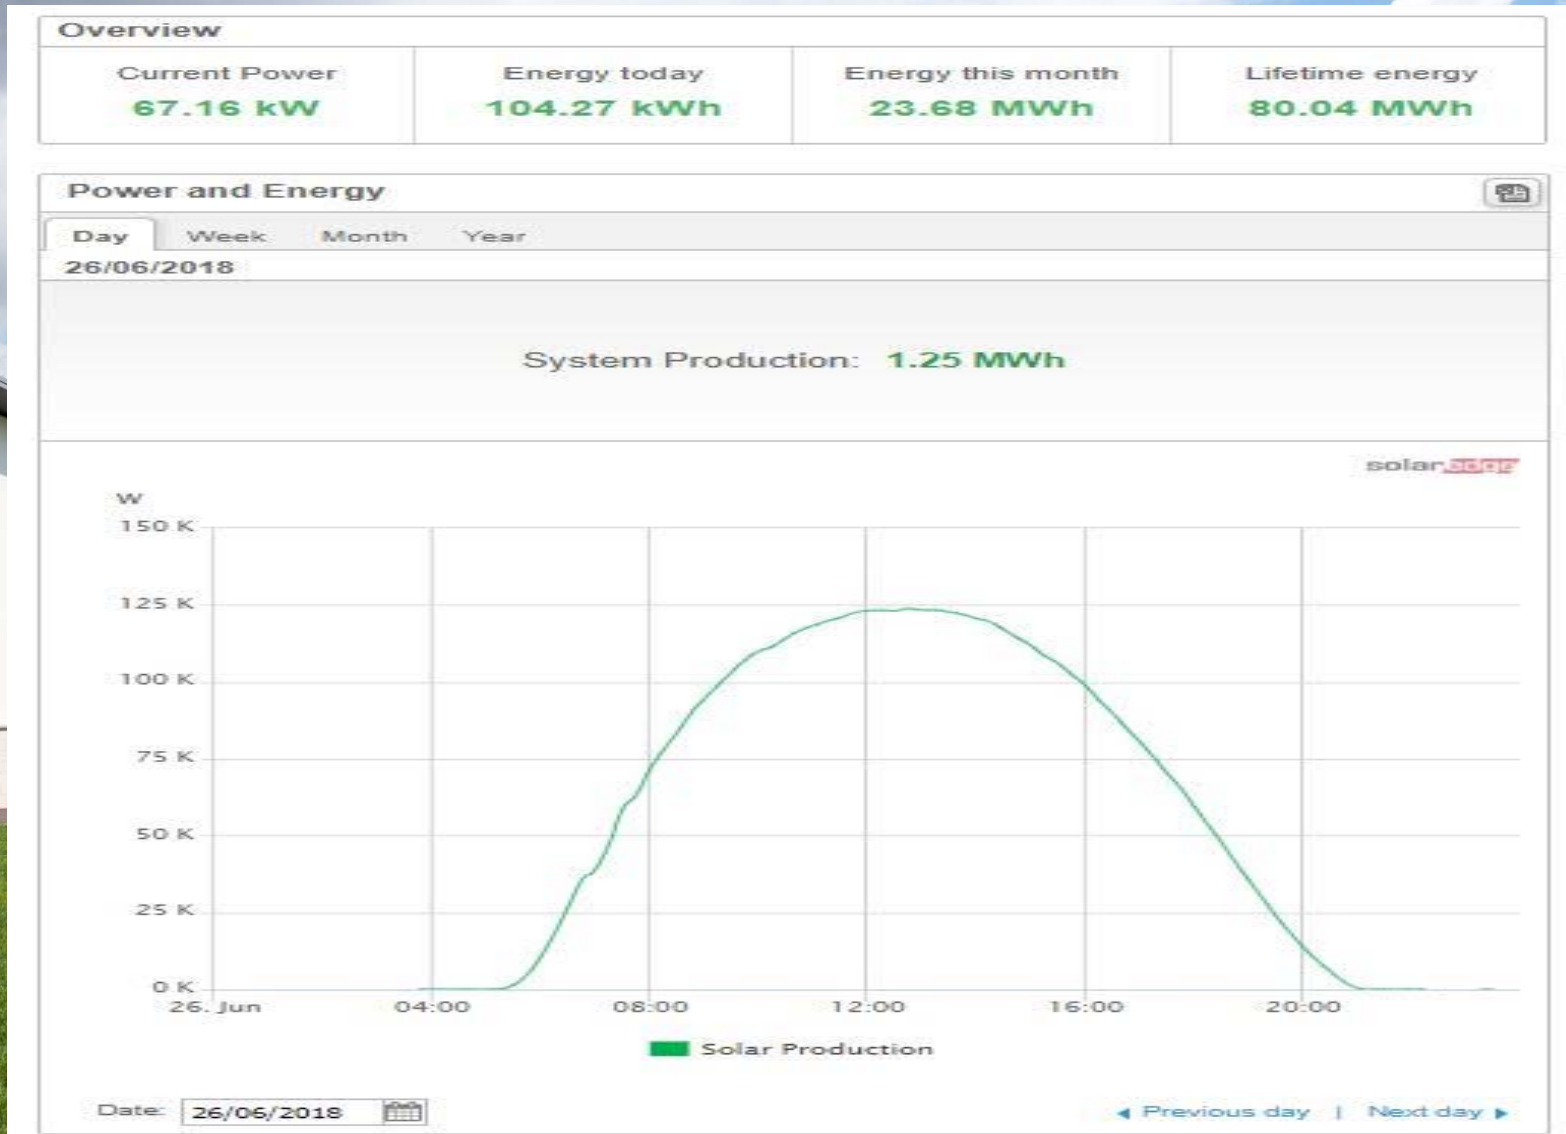 Overview
Current Power Energy today Energy this month Lifetime energy
67.16 kW 104.27 kWh 23.68 MWh 80.04 MWh
Power and Energy
Day Week Month Year
26/06/2018
System Production: 1.25 MWh
solaredge
W
150 K
125 K
100 K
75 K
50 K
25 K
0 K
26. Jun 04:00 08:00 12:00 16:00 20:00
Solar Production
Date: 26/06/2018 Previous day | Next day